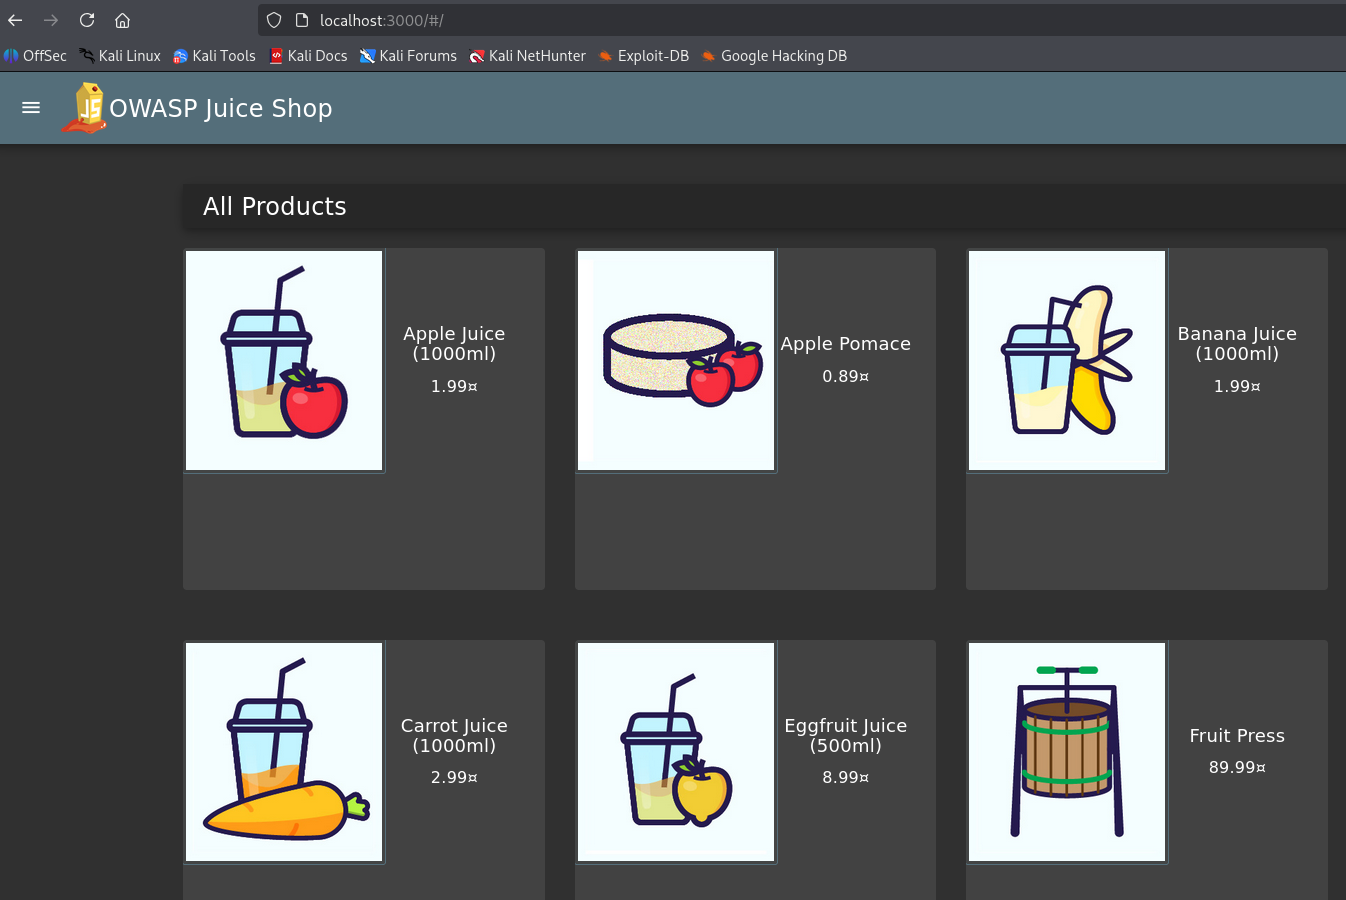 localhost:3000/#/
OffSec Kali Linux Kali Tools Kali Docs Kali Forums Kali NetHunter Exploit-DB Google Hacking DB
JS OWASP Juice Shop
All Products
Apple Juice
(1000ml)
1.99¤
Apple Pomace
0.89¤
Banana Juice
(1000ml)
1.99¤
Carrot Juice
(1000ml)
2.99¤
Eggfruit Juice
(500ml)
8.99¤
Fruit Press
89.99¤